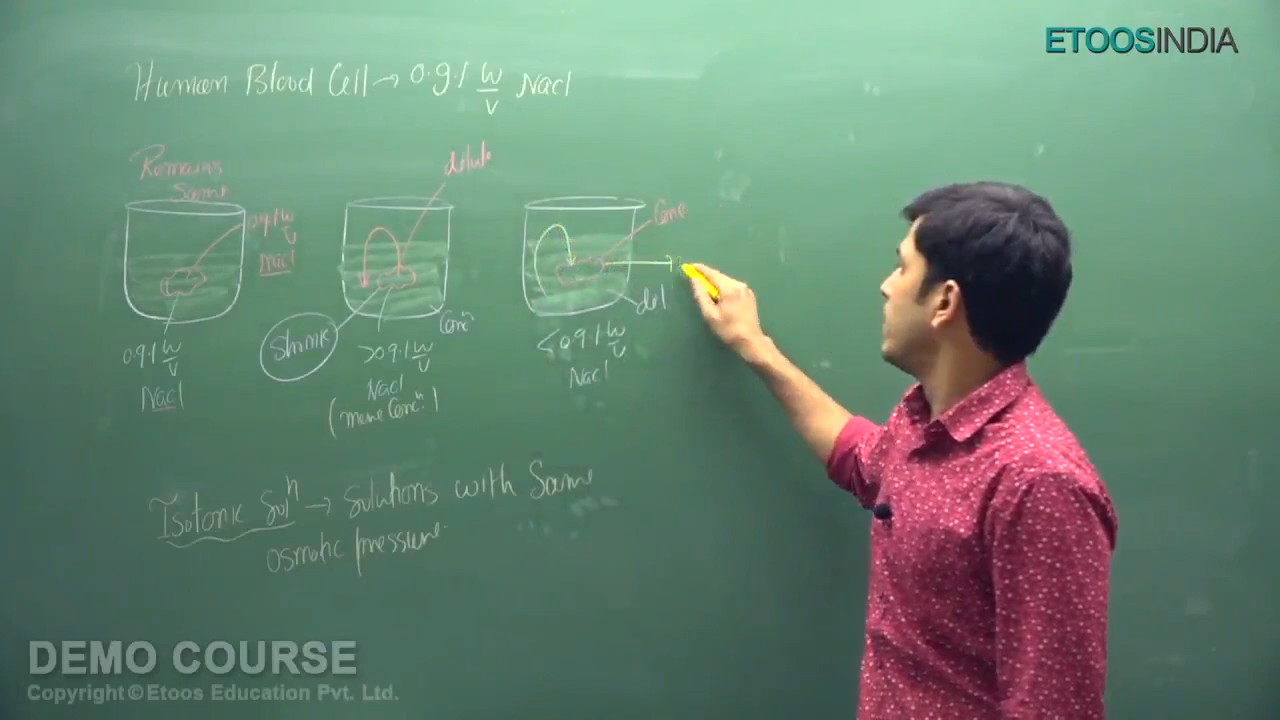 ETOOSINDIA
Human Blood Cell → 0.9% W/V Nacl
Remains
Same
dilute
0.9% W/V
Nacl
Conc
Shrink
Concn
dil
0.9% W/V
Nacl
>0.9% W/V
Nacl
(more Concn.)
<0.9% W/V
Nacl
Isotonic Soln → Solutions with Same
osmotic pressure
DEMO COURSE
Copyright © Etoos Education Pvt. Ltd.